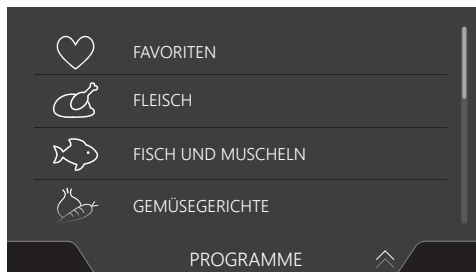 FAVORITEN
FLEISCH
FISCH UND MUSCHELN
GEMÜSEGERICHTE
PROGRAMME